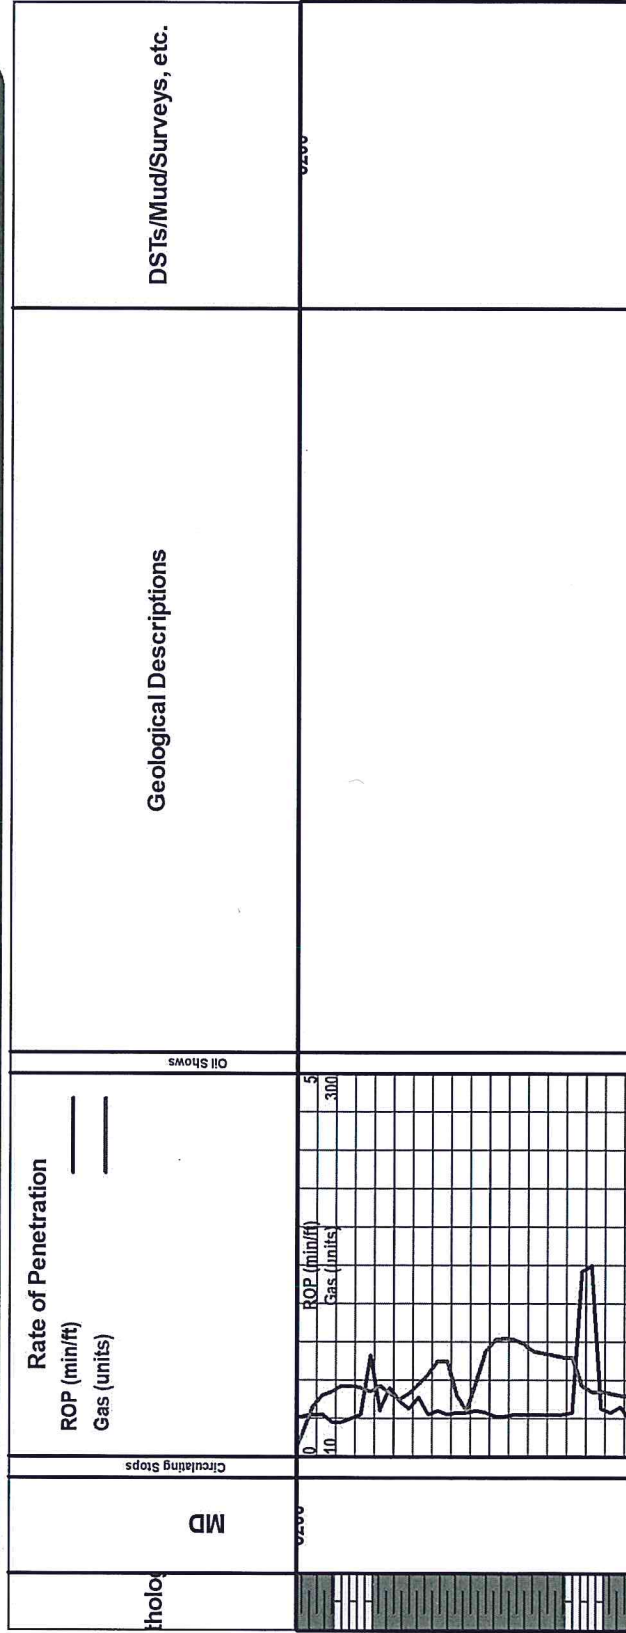 DSTs/Mud/Surveys, etc.
Geological Descriptions
Oil Shows
Rate of Penetration
ROP (min/ft)
Gas (units)
Circulating Stops
MD
ROP (min/ft)
Gas (units)
5
300
0
10